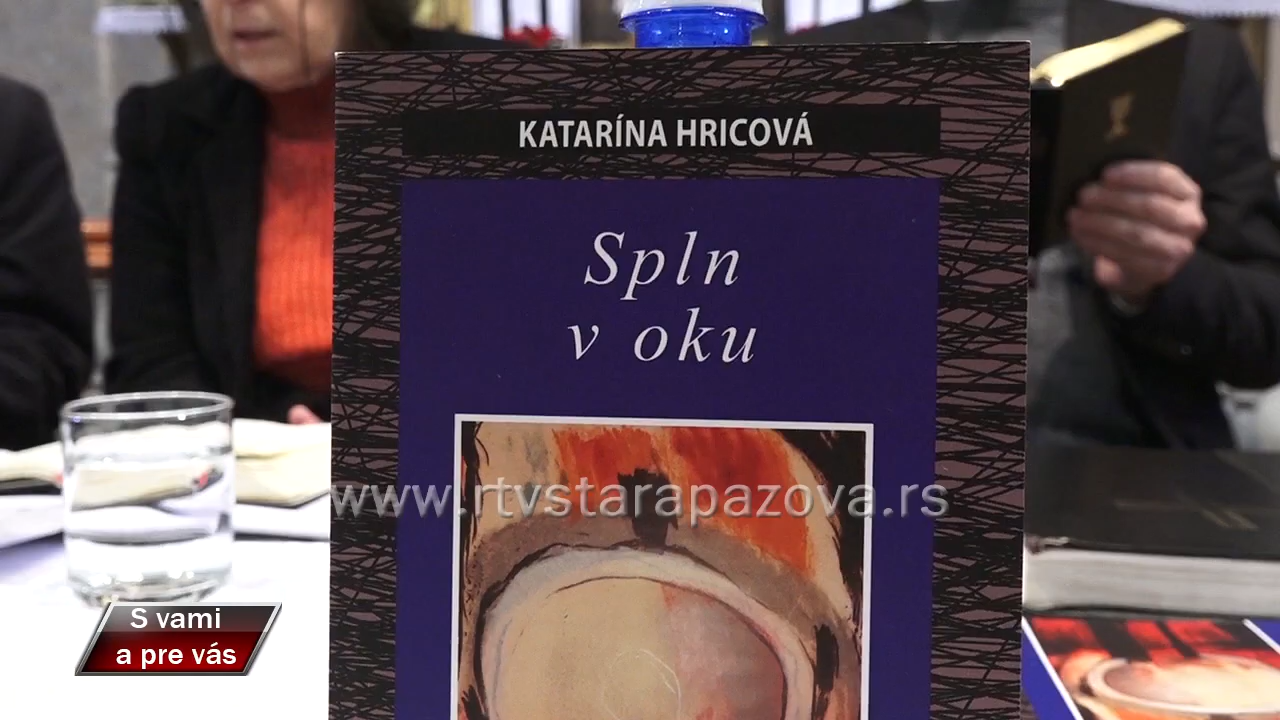 KATARÍNA HRICOVÁ
Spln
v oku
www.rtvstarapazova.rs
S vami
a pre vás